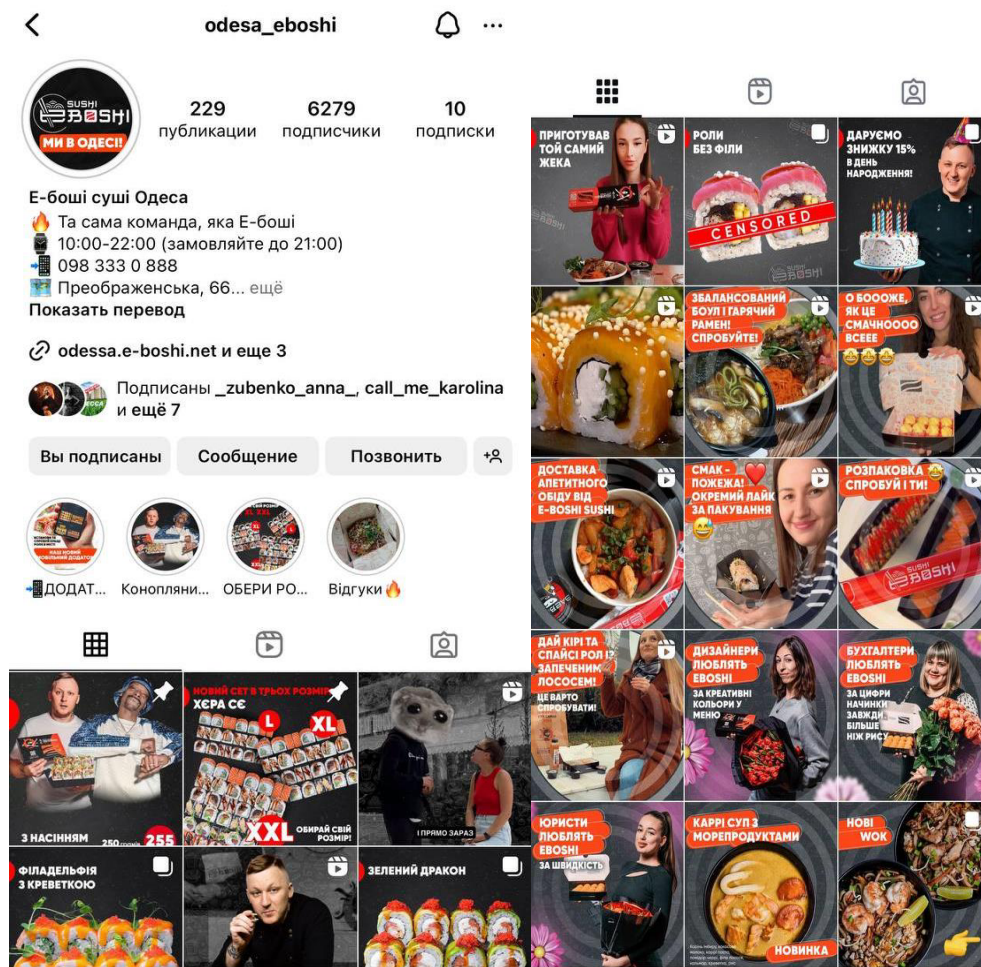 odesa_eboshi
SUSHI
EBOSHI
МИ В ОДЕСІ!
229
публикации
6279
подписчики
10
подписки
Е-боші суші Одеса
Та сама команда, яка Е-боші
10:00-22:00 (замовляйте до 21:00)
098 333 0 888
Преображенська, 66... ещё
Показать перевод
odessa.e-boshi.net и еще 3
Подписаны _zubenko_anna_, call_me_karolina
и ещё 7
Вы подписаны
Сообщение
Позвонить
ДОДАТ...
Конопляни...
ОБЕРИ РО...
Відгуки
З НАСІННЯМ
255
НОВИЙ СЕТ В ТРЬОХ РОЗМІР
ХЄРА СЄ
L
XL
XXL
ОБИРАЙ СВІЙ
РОЗМІР!
І ПРЯМО ЗАРАЗ
ФІЛАДЕЛЬФІЯ
З КРЕВЕТКОЮ
ЗЕЛЕНИЙ ДРАКОН
ПРИГОТУВАВ
ТОЙ САМИЙ
ЖЕКА
РОЛИ
БЕЗ ФІЛИ
CENSORED
SUSHI
EBOSHI
ДАРУЄМО
ЗНИЖКУ 15%
В ДЕНЬ
НАРОДЖЕННЯ!
ЗБАЛАНСОВАНИЙ
БОУЛ І ГАРЯЧИЙ
РАМЕН!
СПРОБУЙТЕ!
О БОООЖЕ,
ЯК ЦЕ
СМАЧНОООО
ВСЕЕЕ
ДОСТАВКА
АПЕТИТНОГО
ОБІДУ ВІД
E-BOSHI SUSHI
СМАК -
ПОЖЕЖА!
ОКРЕМИЙ ЛАЙК
ЗА ПАКУВАННЯ
РОЗПАКОВКА
СПРОБУЙ І ТИ!
SUSHI
EBOSHI
ДАЙ КІРІ ТА
СПАЙСІ РОЛ ІЗ
ЗАПЕЧЕНИМ
ЛОСОСЕМ!
ЦЕ ВАРТО
СПРОБУВАТИ!
ДИЗАЙНЕРИ
ЛЮБЛЯТЬ
EBOSHI
ЗА КРЕАТИВНІ
КОЛЬОРИ У
МЕНЮ
БУХГАЛТЕРИ
ЛЮБЛЯТЬ
EBOSHI
ЗА ЦИФРИ
НАЧИНКИ
ЗАВЖДИ
БІЛЬШЕ
НІЖ РИСУ
ЮРИСТИ
ЛЮБЛЯТЬ
EBOSHI
ЗА ШВИДКІСТЬ
КАРРІ СУП З
МОРЕПРОДУКТАМИ
НОВИНКА
НОВІ
WOK